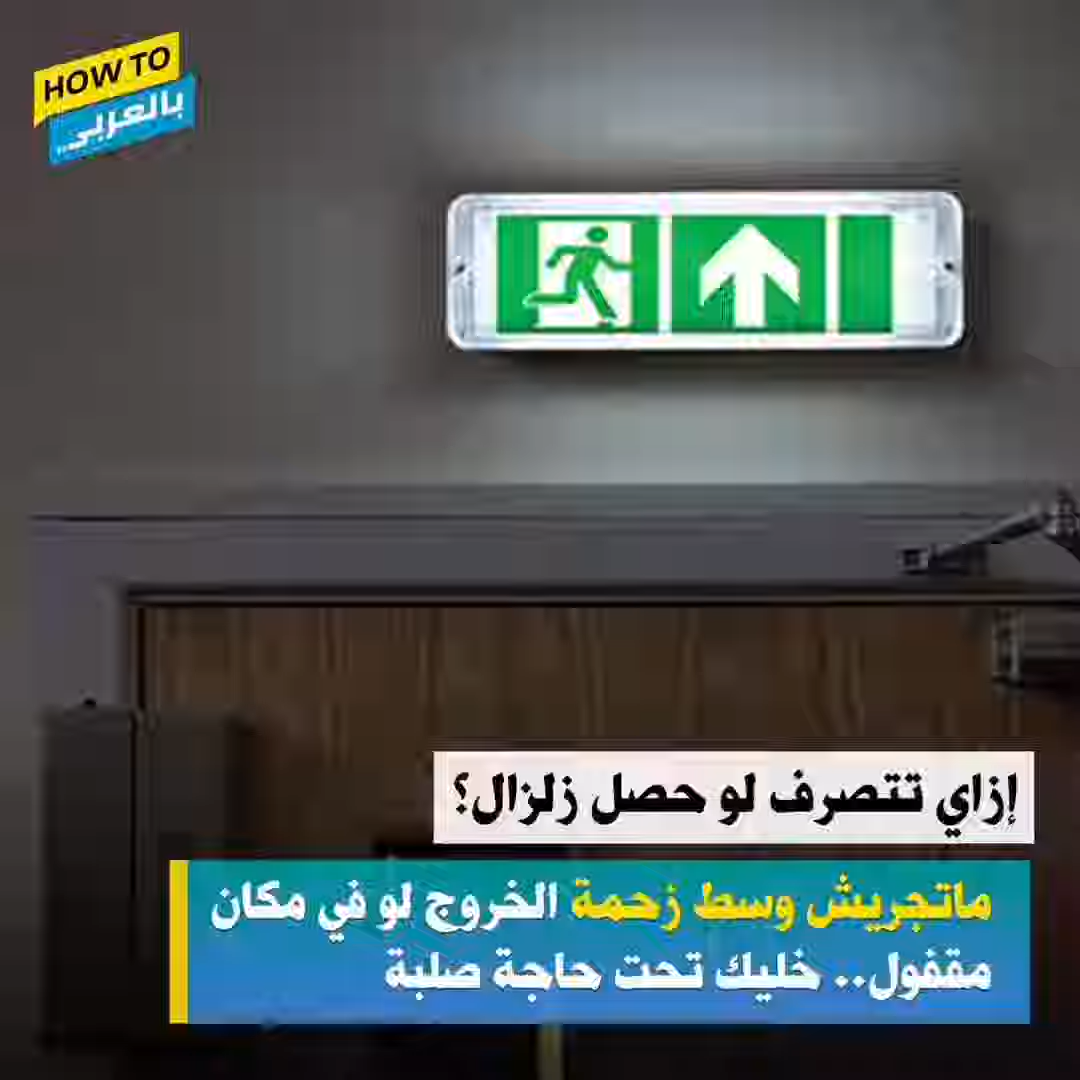 HOW TO
بالعربي..
إزاي تتصرف لو حصل زلزال؟
ماتجريش وسط زحمة الخروج لو في مكان
مقفول.. خليك تحت حاجة صلبة